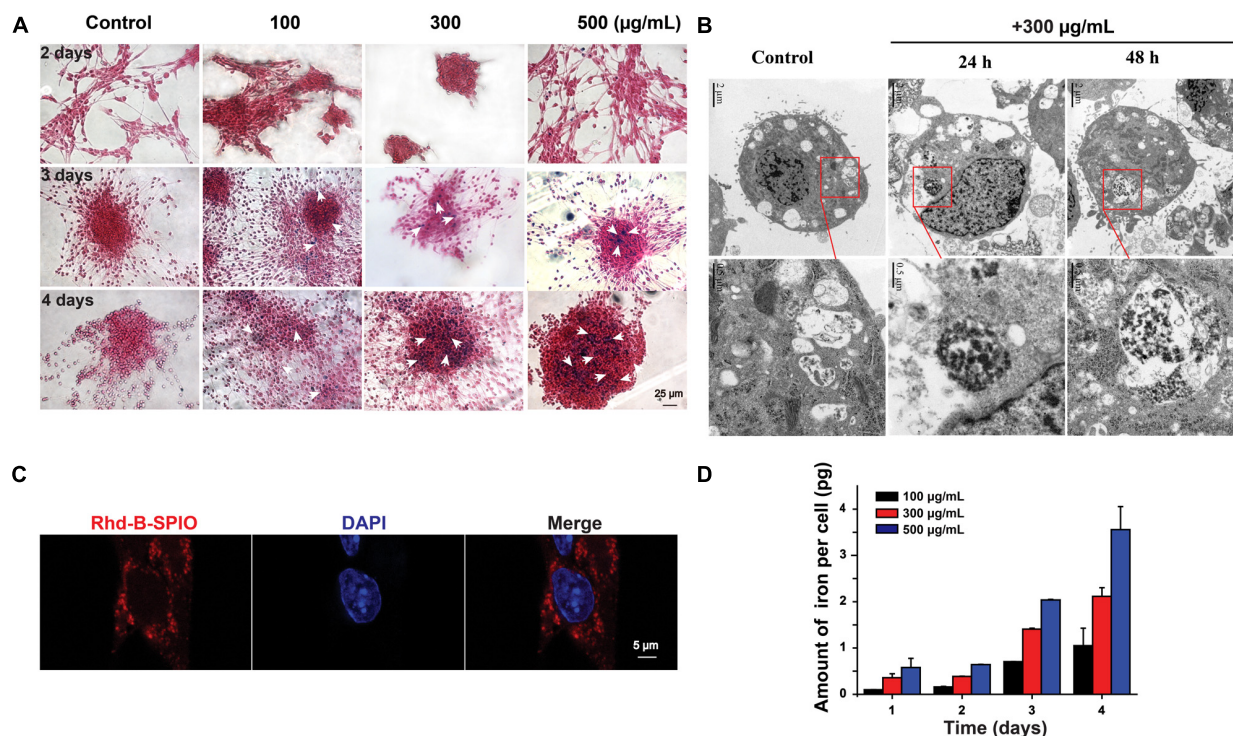 A
Control 100 300 500 (µg/mL)
2 days
3 days
4 days
25 µm
B
+300 µg/mL
Control 24 h 48 h
2 µm 2 µm 2 µm
0.5 µm 0.5 µm 0.5 µm
C
Rhd-B-SPIO DAPI Merge
5 µm
D
Amount of iron per cell (pg)
4
3
2
1
0
100 µg/mL
300 µg/mL
500 µg/mL
1 2 3 4
Time (days)